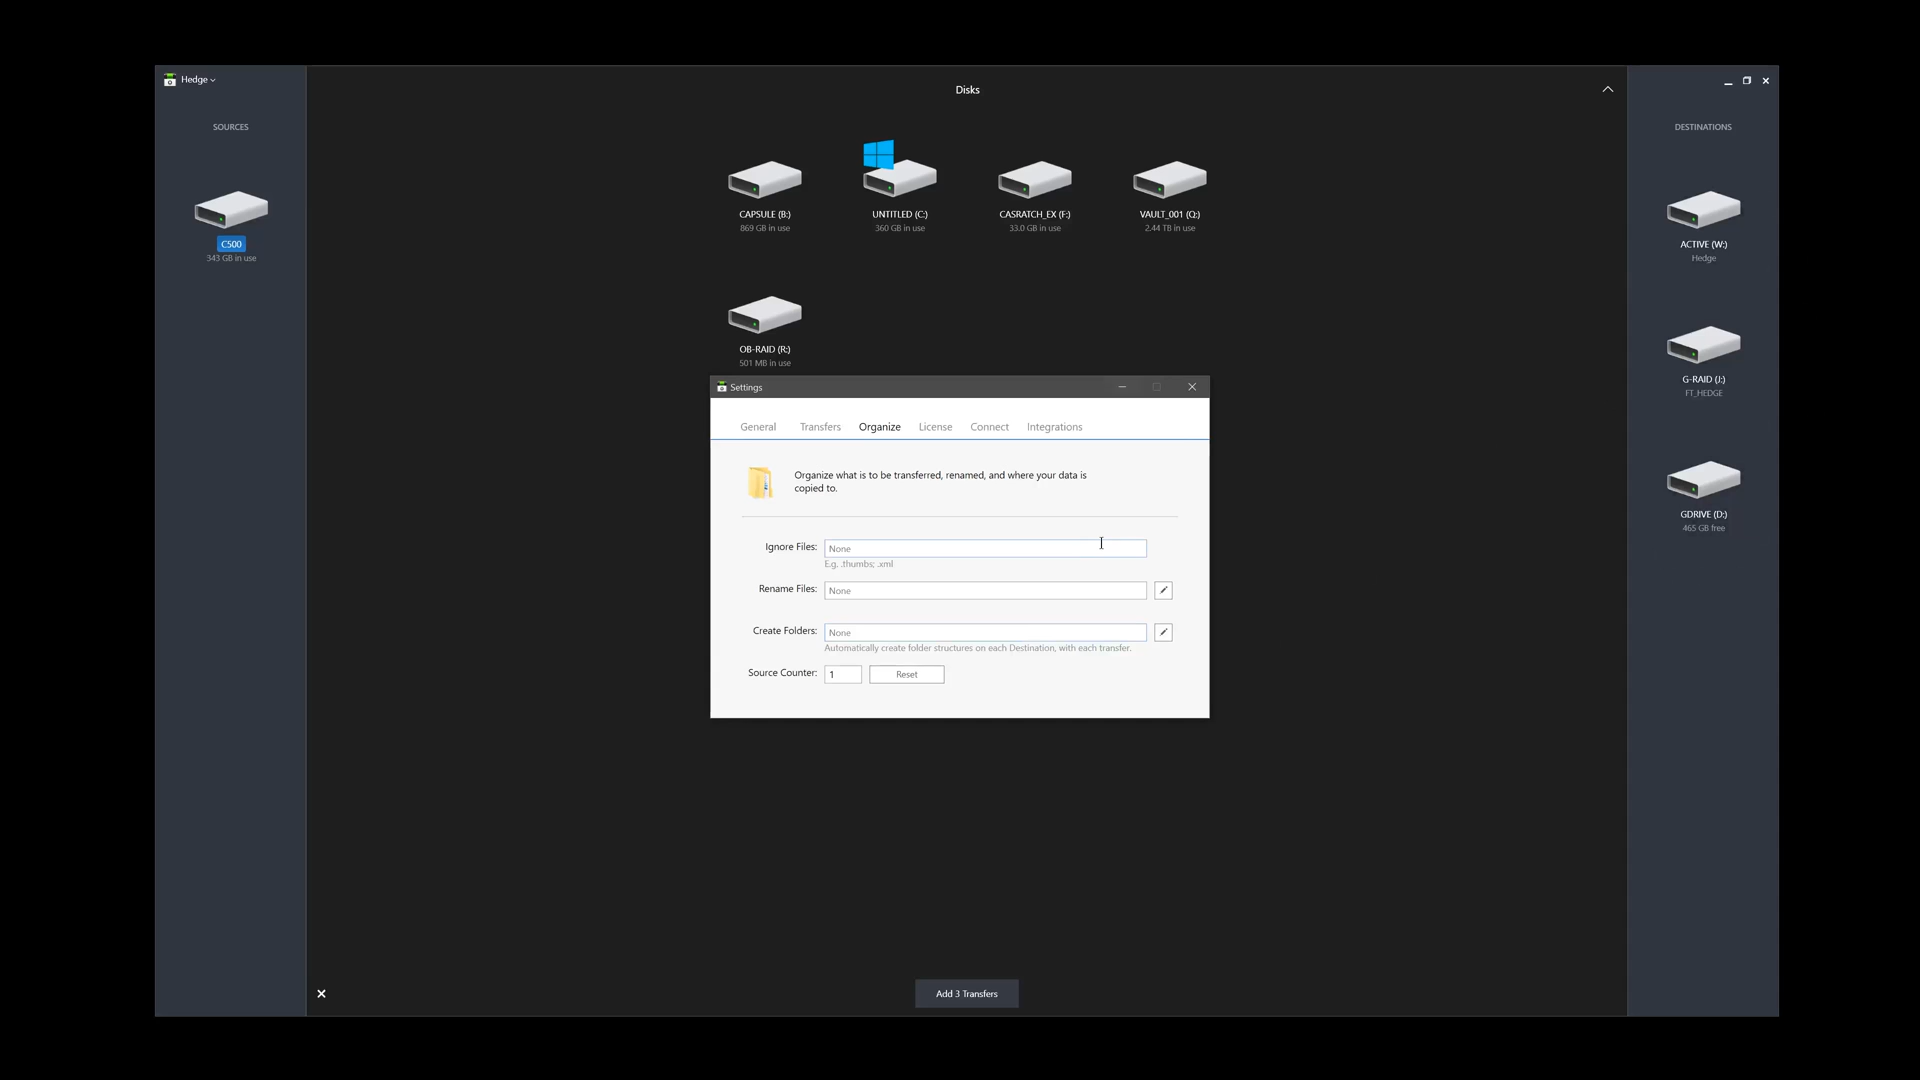 Hedge
Disks
SOURCES
DESTINATIONS
C500
343 GB in use
CAPSULE (B:)
869 GB in use
UNTITLED (C:)
360 GB in use
CASRATCH_EX (F:)
33.0 GB in use
VAULT_001 (Q:)
2.44 TB in use
OB-RAID (R:)
501 MB in use
ACTIVE (W:)
Hedge
G-RAID (J:)
FT_HEDGE
GDRIVE (D:)
465 GB free
Settings
General Transfers Organize License Connect Integrations
Organize what is to be transferred, renamed, and where your data is
copied to.
Ignore Files: None
E.g. .thumbs; .xml
Rename Files: None
Create Folders: None
Automatically create folder structures on each Destination, with each transfer.
Source Counter: 1 Reset
Add 3 Transfers